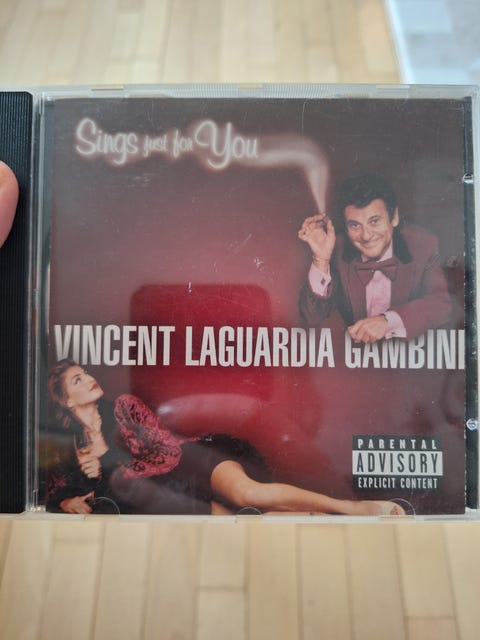 Sings just for You
VINCENT LAGUARDIA GAMBINI
PARENTAL
ADVISORY
EXPLICIT CONTENT